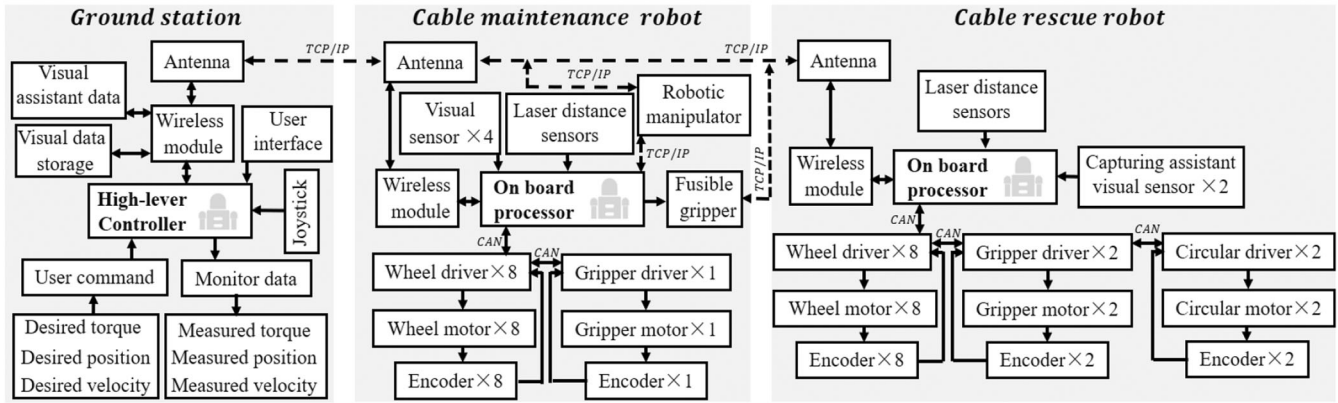 Ground station
Antenna
Visual
assistant data
Visual data
storage
Wireless
module
User
interface
High-lever
Controller
Joystick
User command
Monitor data
Desired torque
Desired position
Desired velocity
Measured torque
Measured position
Measured velocity
TCP/IP
Cable maintenance robot
Antenna
TCP/IP
Robotic
manipulator
Visual
sensor ×4
Laser distance
sensors
TCP/IP
Wireless
module
On board
processor
Fusible
gripper
TCP/IP
CAN
CAN
Wheel driver×8
Gripper driver×1
Wheel motor×8
Gripper motor×1
Encoder×8
Encoder×1
Cable rescue robot
Antenna
Laser distance
sensors
Wireless
module
On board
processor
Capturing assistant
visual sensor ×2
CAN
CAN
CAN
Wheel driver×8
Gripper driver×2
Circular driver×2
Wheel motor×8
Gripper motor×2
Circular motor×2
Encoder×8
Encoder×2
Encoder×2